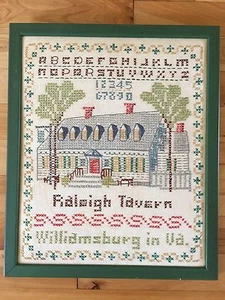 ABCDEFGHIJKLM
NOPQRSTUVWXYZ
12345
67890
Raleigh Tavern
Williamsburg in Va.